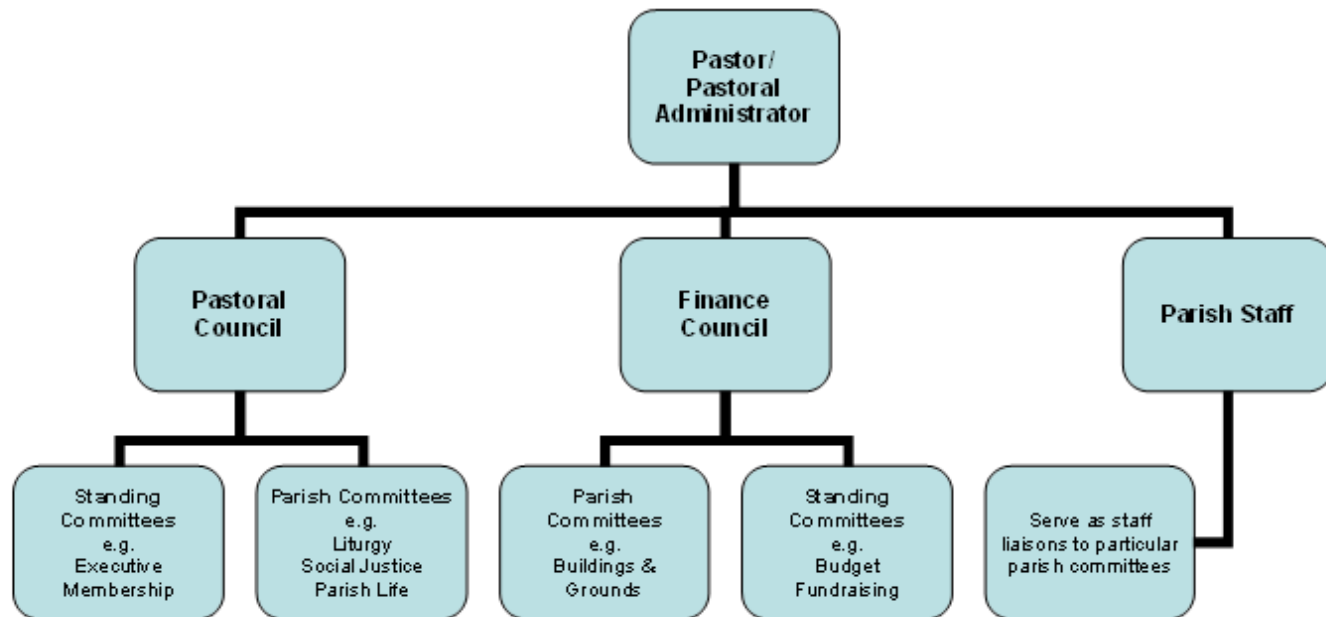 Pastor/
Pastoral
Administrator
Pastoral
Council
Finance
Council
Parish Staff
Standing
Committees
e.g.
Executive
Membership
Parish Committees
e.g.
Liturgy
Social Justice
Parish Life
Parish
Committees
e.g.
Buildings &
Grounds
Standing
Committees
e.g.
Budget
Fundraising
Serve as staff
liaisons to particular
parish committees